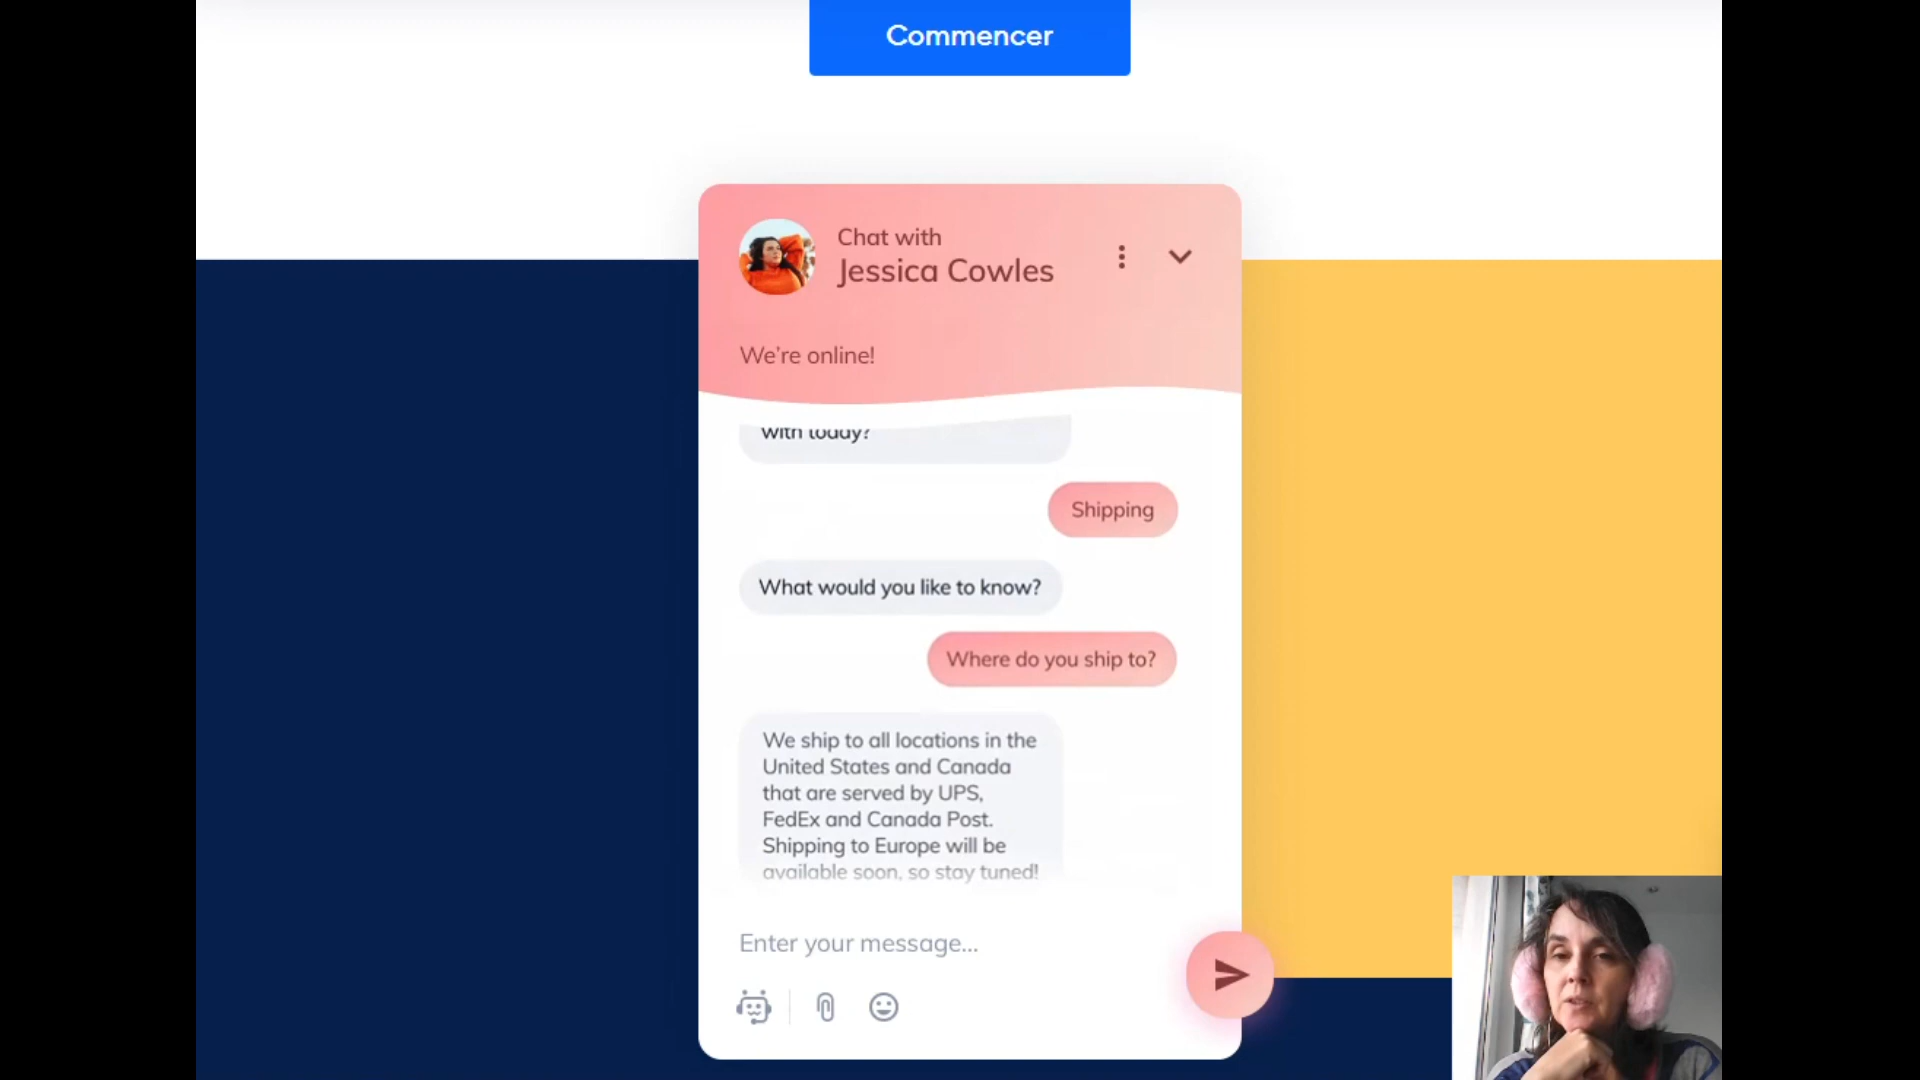 Commencer
Chat with
Jessica Cowles
We're online!
with today?
Shipping
What would you like to know?
Where do you ship to?
We ship to all locations in the
United States and Canada
that are served by UPS,
FedEx and Canada Post.
Shipping to Europe will be
available soon, so stay tuned!
Enter your message...